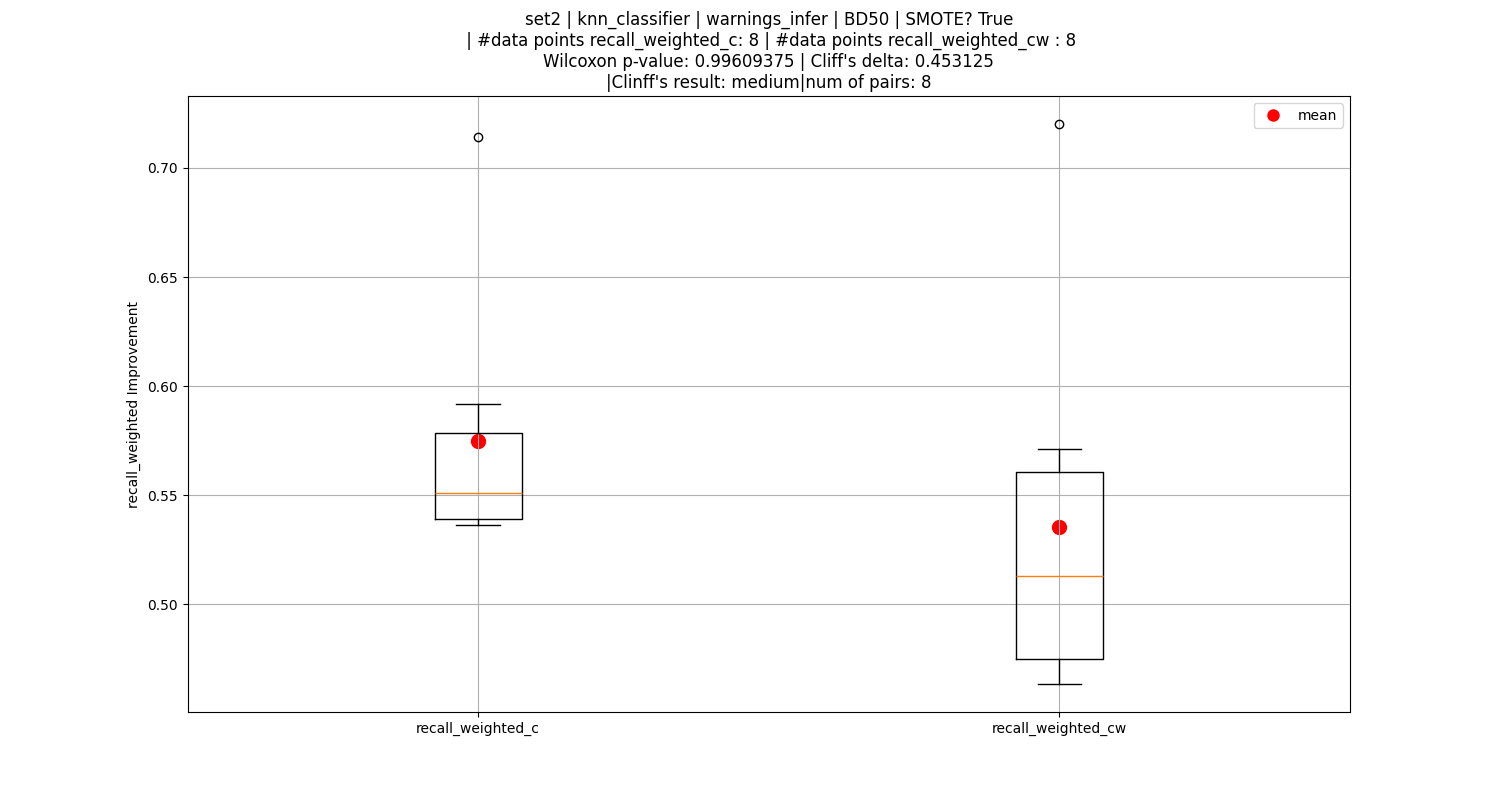 set2 | knn_classifier | warnings_infer | BD50 | SMOTE? True
| #data points recall_weighted_c: 8 | #data points recall_weighted_cw : 8
Wilcoxon p-value: 0.99609375 | Cliff's delta: 0.453125
|Clinff's result: medium|num of pairs: 8
mean
0.70
0.65
0.60
0.55
0.50
recall_weighted Improvement
recall_weighted_c
recall_weighted_cw